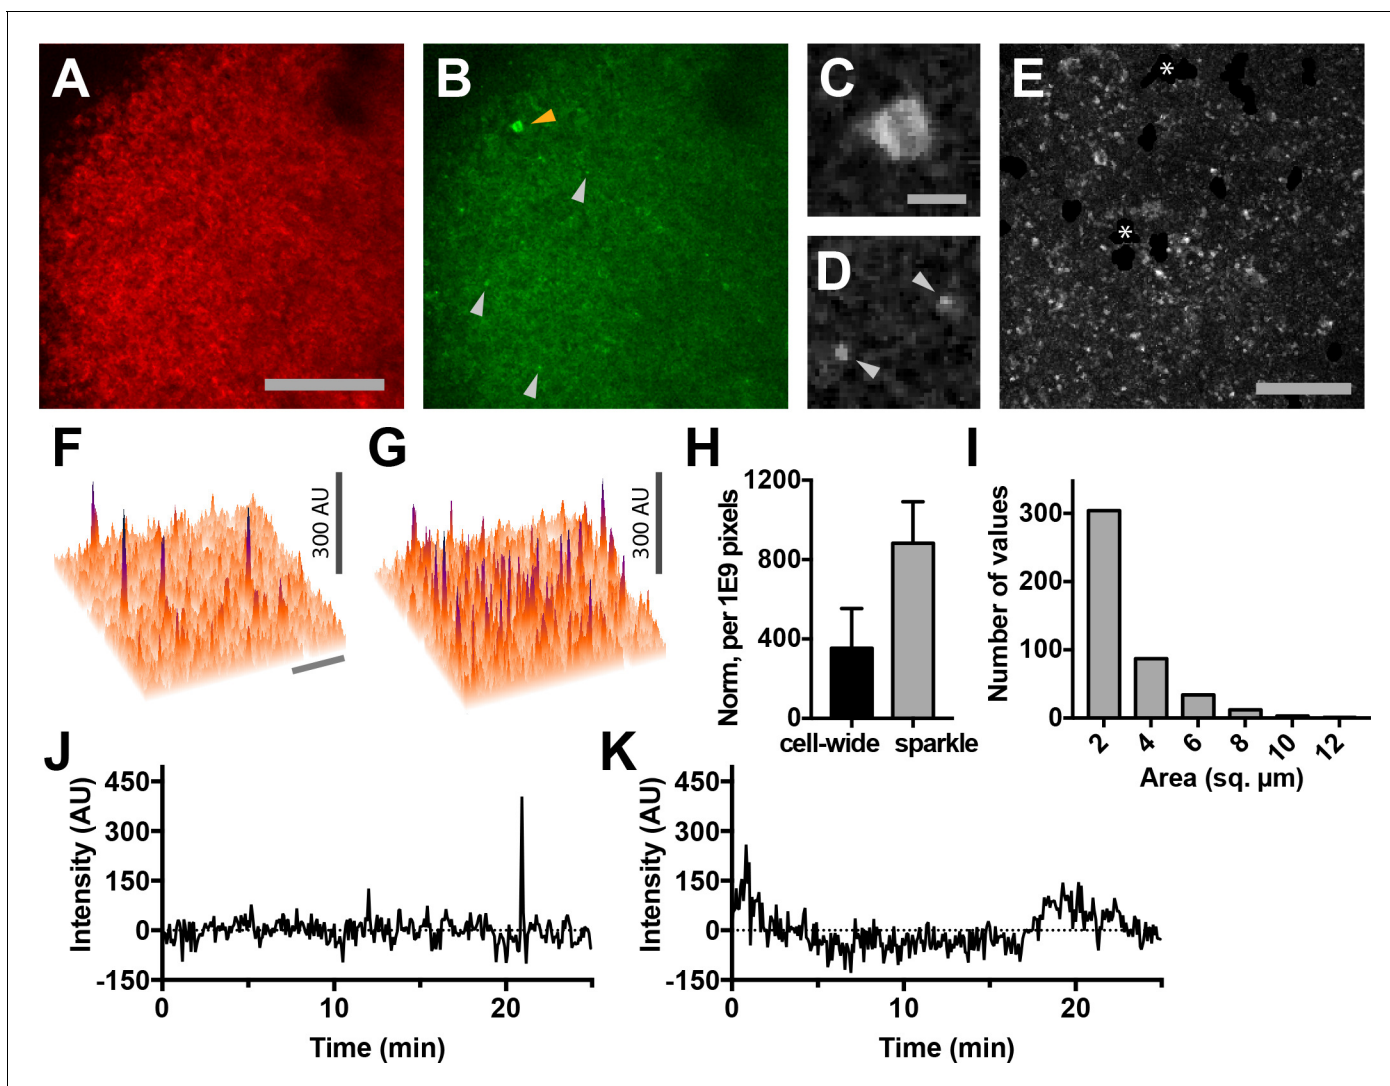 A
B
C
D
E
*
*
F
300 AU
G
300 AU
H
Norm, per 1E9 pixels
1200
800
400
0
cell-wide sparkle
I
Number of values
300
200
100
0
2 4 6 8 10 12
Area (sq. µm)
J
Intensity (AU)
450
300
150
0
-150
0 10 20
Time (min)
K
Intensity (AU)
450
300
150
0
-150
0 10 20
Time (min)